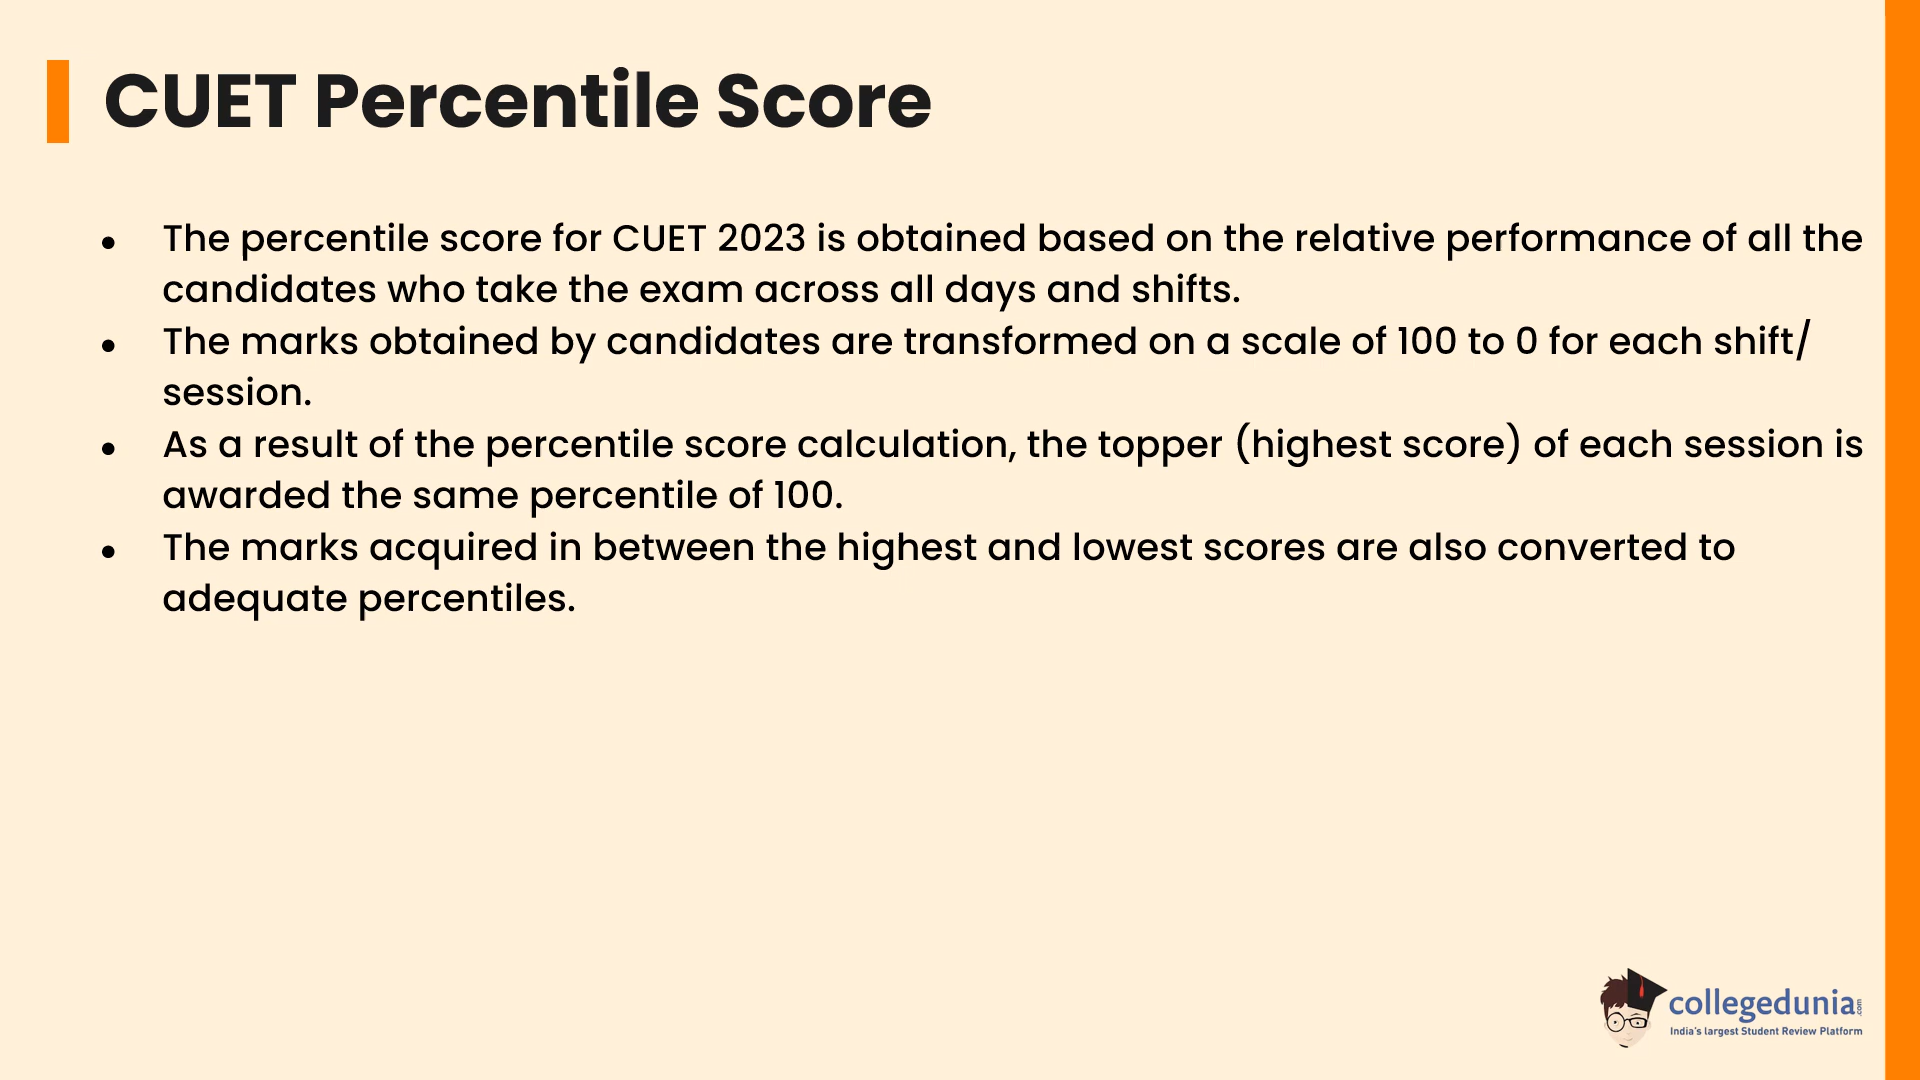 CUET Percentile Score
● The percentile score for CUET 2023 is obtained based on the relative performance of all the
candidates who take the exam across all days and shifts.
● The marks obtained by candidates are transformed on a scale of 100 to 0 for each shift/
session.
● As a result of the percentile score calculation, the topper (highest score) of each session is
awarded the same percentile of 100.
● The marks acquired in between the highest and lowest scores are also converted to
adequate percentiles.
collegedunia.com
India's largest Student Review Platform